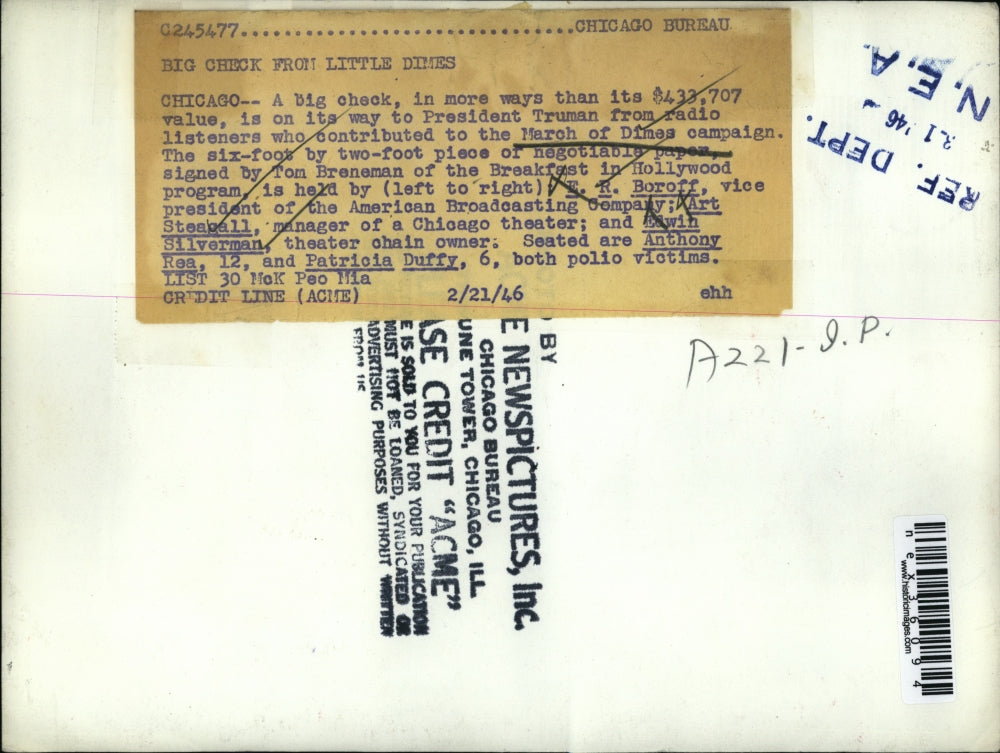 C245477................................CHICAGO BUREAU
BIG CHECK FROM LITTLE DIMES
CHICAGO-- A big check, in more ways than its $433,707
value, is on its way to President Truman from radio
listeners who contributed to the March of Dimes campaign.
The six-foot by two-foot piece of negotiable paper,
signed by Tom Breneman of the Breakfast in Hollywood
program, is held by (left to right) E. R. Boroff, vice
president of the American Broadcasting Company; Art
Steagall, manager of a Chicago theater; and Edwin
Silverman, theater chain owner. Seated are Anthony
Rea, 12, and Patricia Duffy, 6, both polio victims.
LIST 30 McK Peo Mia
CREDIT LINE (ACME) 2/21/46 ehh
N.E.A.
'46
REF. DEPT.
A221-J.P.
BY
E NEWSPICTURES, Inc.
CHICAGO BUREAU
UNE TOWER, CHICAGO, ILL
ASE CREDIT "ACME"
E IS SOLD TO YOU FOR YOUR PUBLICATION
MUST NOT BE LOANED, SYNDICATED OR
ADVERTISING PURPOSES WITHOUT WRITTEN
FROM US
nex36094
www.historicimages.com